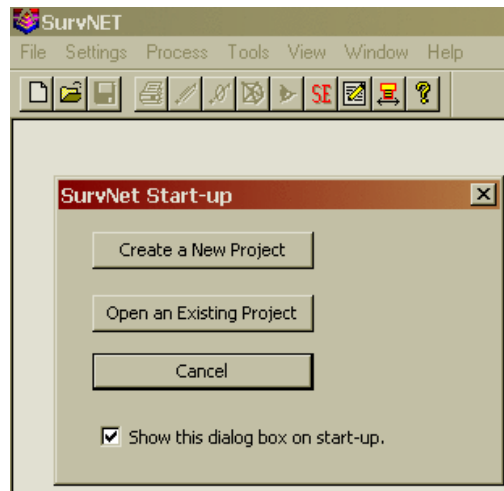 SurvNET
File Settings Process Tools View Window Help
SE ?
SurvNet Start-up
Create a New Project
Open an Existing Project
Cancel
Show this dialog box on start-up.